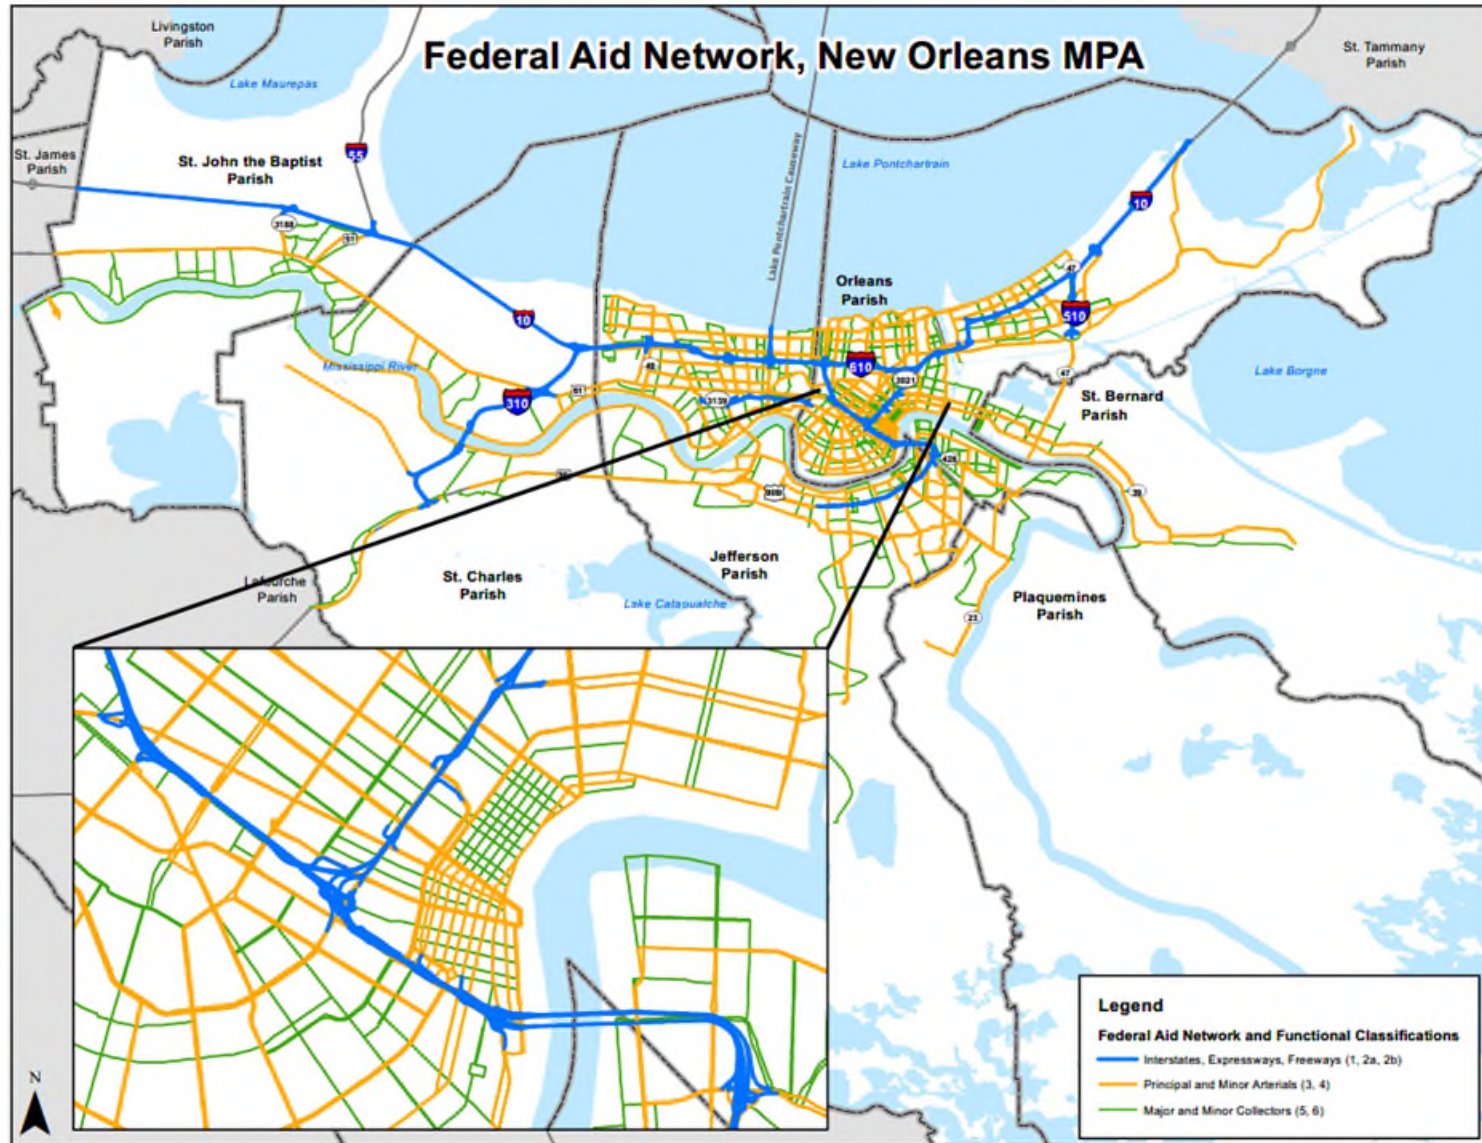 Federal Aid Network, New Orleans MPA
Livingston
Parish
St. Tammany
Parish
Lake Maurepas
St. James
Parish
St. John the Baptist
Parish
55
Lake Pontchartrain
Lake Pontchartrain Causeway
10
3188
51
Orleans
Parish
47
510
10
610
Mississippi River
48
61
310
3139
3021
47
St. Bernard
Parish
Lake Borgne
428
39
Jefferson
Parish
Lafourche
Parish
St. Charles
Parish
Lake Cataouatche
Plaquemines
Parish
23
N
Legend
Federal Aid Network and Functional Classifications
Interstates, Expressways, Freeways (1, 2a, 2b)
Principal and Minor Arterials (3, 4)
Major and Minor Collectors (5, 6)